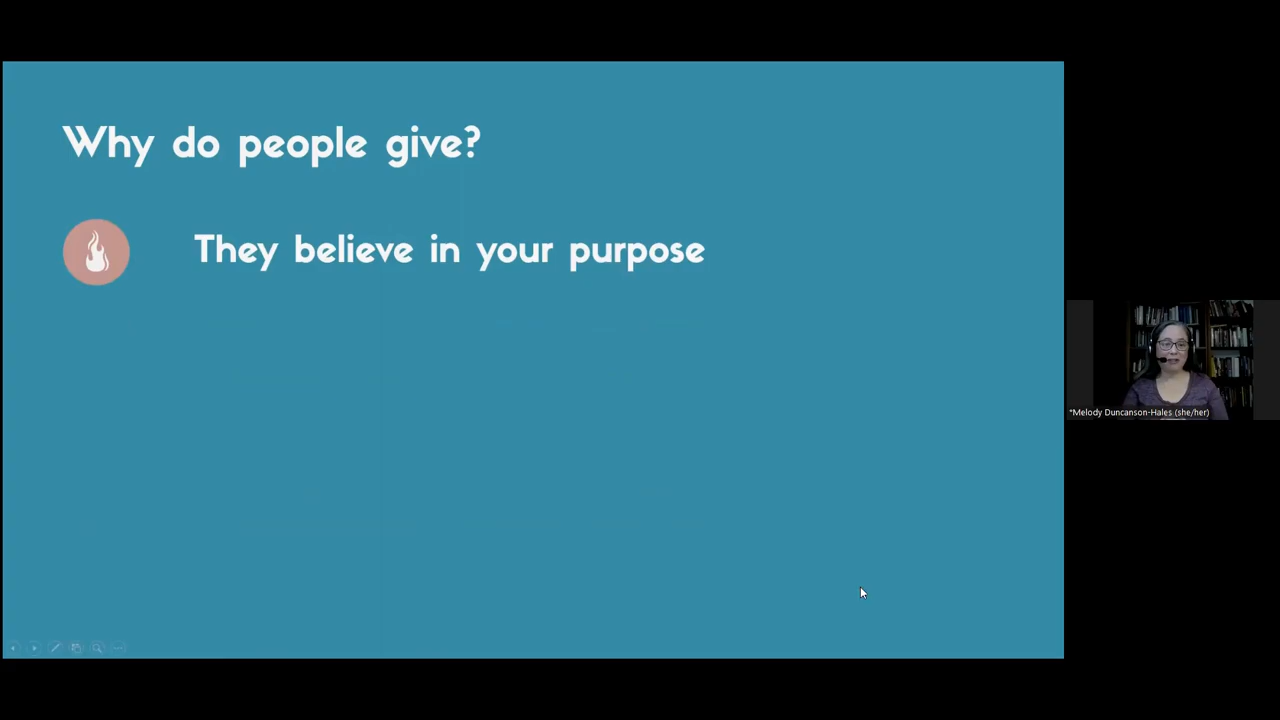 Why do people give?
They believe in your purpose
*Melody Duncanson-Hales (she/her)